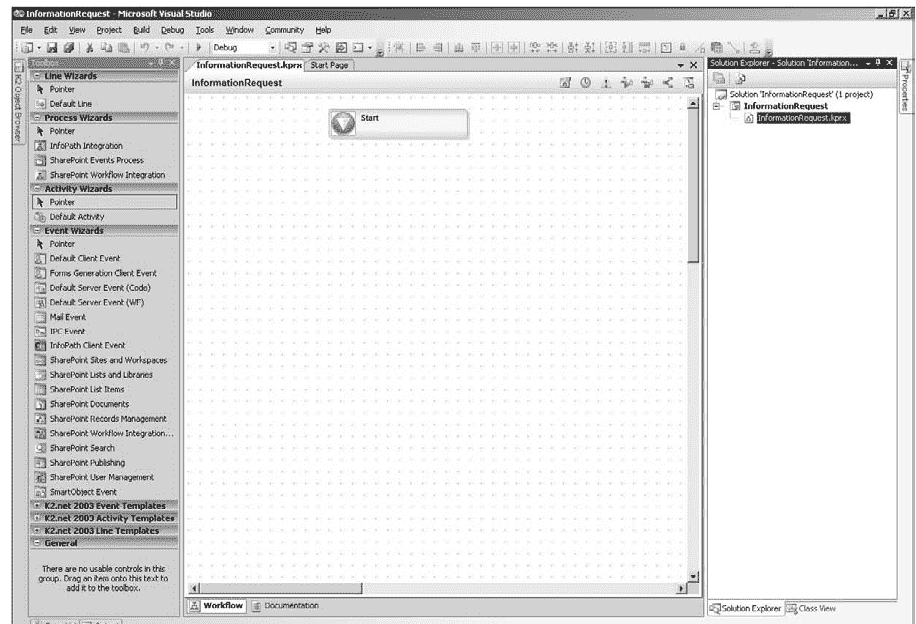 InformationRequest - Microsoft Visual Studio
File Edit View Project Build Debug Tools Window Community Help
Debug
Toolbox
K2 Object Browser
Line Wizards
Pointer
Default Line
Process Wizards
Pointer
InfoPath Integration
SharePoint Events Process
SharePoint Workflow Integration
Activity Wizards
Pointer
Default Activity
Event Wizards
Pointer
Default Client Event
Forms Generation Client Event
Default Server Event (Code)
Default Server Event (WF)
Mail Event
IPC Event
InfoPath Client Event
SharePoint Sites and Workspaces
SharePoint Lists and Libraries
SharePoint List Items
SharePoint Documents
SharePoint Records Management
SharePoint Workflow Integration...
SharePoint Search
SharePoint Publishing
SharePoint User Management
SmartObject Event
K2.net 2003 Event Templates
K2.net 2003 Activity Templates
K2.net 2003 Line Templates
General
There are no usable controls in this
group. Drag an item onto this text to
add it to the toolbox.
InformationRequest.kprx Start Page
InformationRequest
Start
Workflow Documentation
Solution Explorer - Solution 'Information...
Solution 'InformationRequest' (1 project)
InformationRequest
InformationRequest.kprx
Solution Explorer Class View
Properties